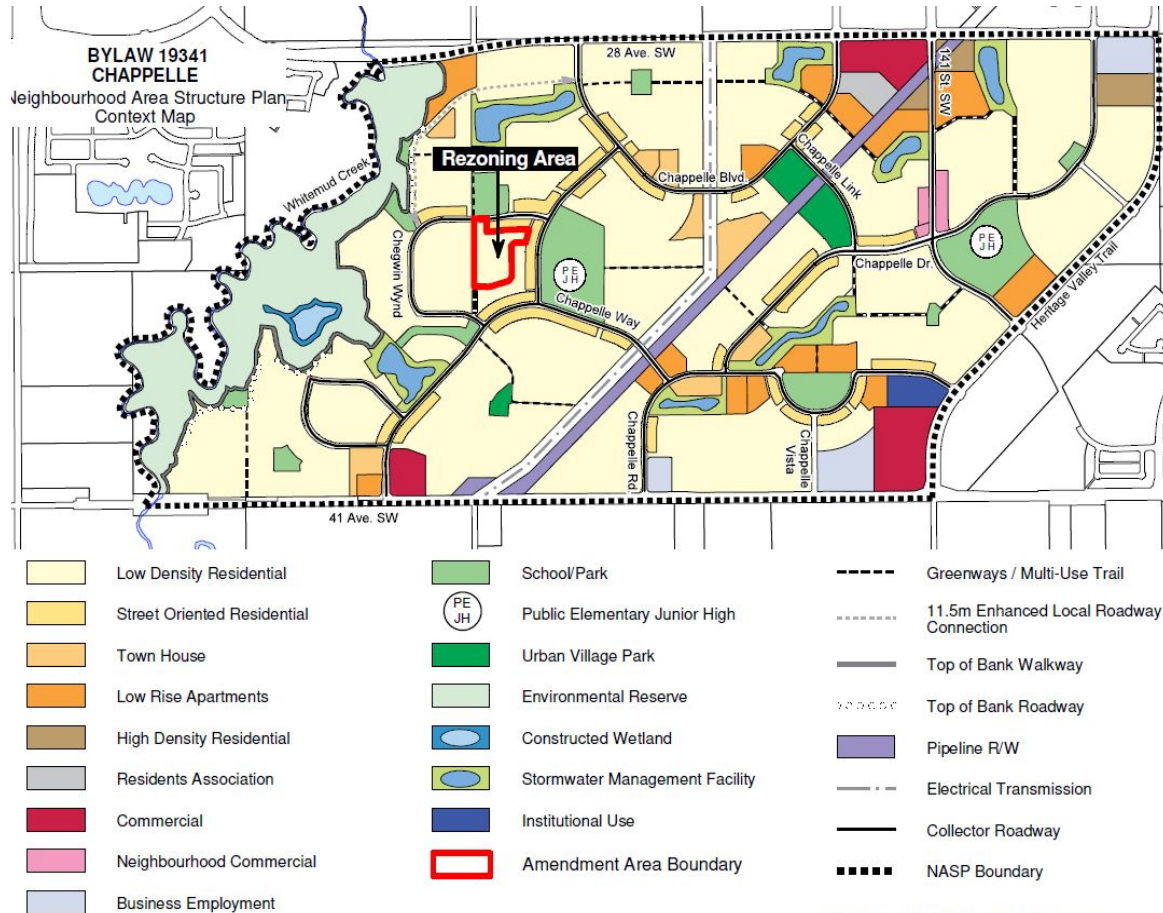 BYLAW 19341
CHAPPELLE
Neighbourhood Area Structure Plan
Context Map
28 Ave. SW
141 St. SW
Whitemud Creek
Rezoning Area
Chappelle Blvd.
Chappelle Link
Chegwin Wynd
PE
JH
PE
JH
Chappelle Dr.
Chappelle Way
Heritage Valley Trail
Chappelle Rd.
Chappelle
Vista
41 Ave. SW
Low Density Residential
Street Oriented Residential
Town House
Low Rise Apartments
High Density Residential
Residents Association
Commercial
Neighbourhood Commercial
Business Employment
School/Park
PE
JH
Public Elementary Junior High
Urban Village Park
Environmental Reserve
Constructed Wetland
Stormwater Management Facility
Institutional Use
Amendment Area Boundary
Greenways / Multi-Use Trail
11.5m Enhanced Local Roadway
Connection
Top of Bank Walkway
Top of Bank Roadway
Pipeline R/W
Electrical Transmission
Collector Roadway
NASP Boundary